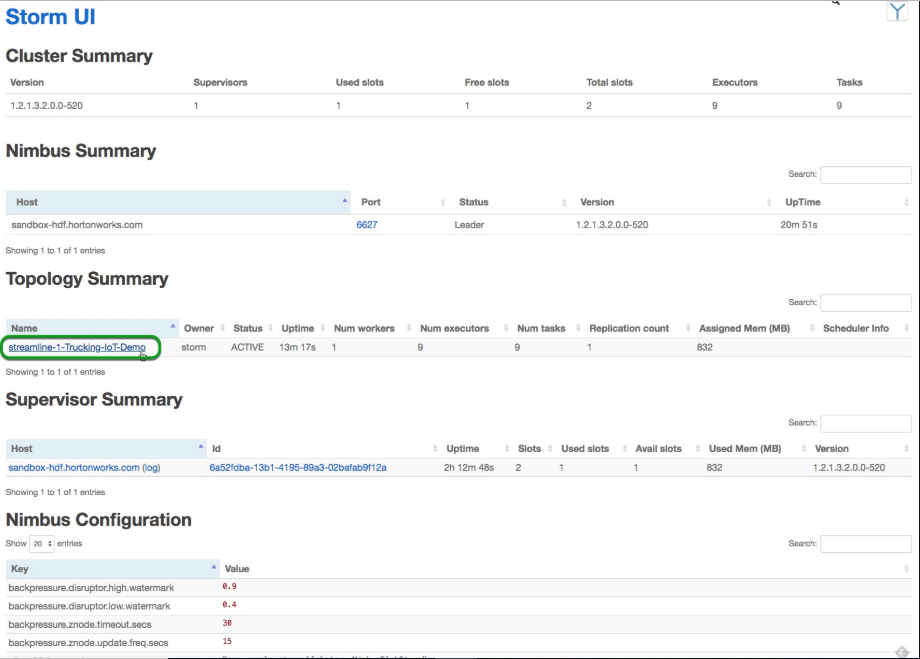 Storm UI
Cluster Summary
Version Supervisors Used slots Free slots Total slots Executors Tasks
1.2.1.3.2.0.0-520 1 1 1 2 9 9
Nimbus Summary
Search:
Host Port Status Version UpTime
sandbox-hdf.hortonworks.com 6627 Leader 1.2.1.3.2.0.0-520 20m 51s
Showing 1 to 1 of 1 entries
Topology Summary
Search:
Name Owner Status Uptime Num workers Num executors Num tasks Replication count Assigned Mem (MB) Scheduler Info
streamline-1-Trucking-IoT-Demo storm ACTIVE 13m 17s 1 9 9 1 832
Showing 1 to 1 of 1 entries
Supervisor Summary
Search:
Host Id Uptime Slots Used slots Avail slots Used Mem (MB) Version
sandbox-hdf.hortonworks.com (log) 6a52fdba-13b1-4195-89a3-02bafab9f12a 2h 12m 48s 2 1 1 832 1.2.1.3.2.0.0-520
Showing 1 to 1 of 1 entries
Nimbus Configuration
Show 20 entries Search:
Key Value
backpressure.disruptor.high.watermark 0.9
backpressure.disruptor.low.watermark 0.4
backpressure.znode.timeout.secs 30
backpressure.znode.update.freq.secs 15